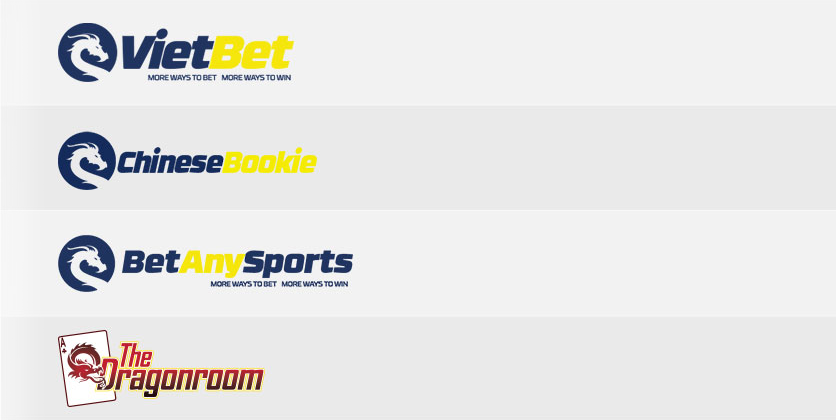 VietBet
MORE WAYS TO BET MORE WAYS TO WIN
ChineseBookie
BetAnySports
MORE WAYS TO BET MORE WAYS TO WIN
A
The
Dragonroom